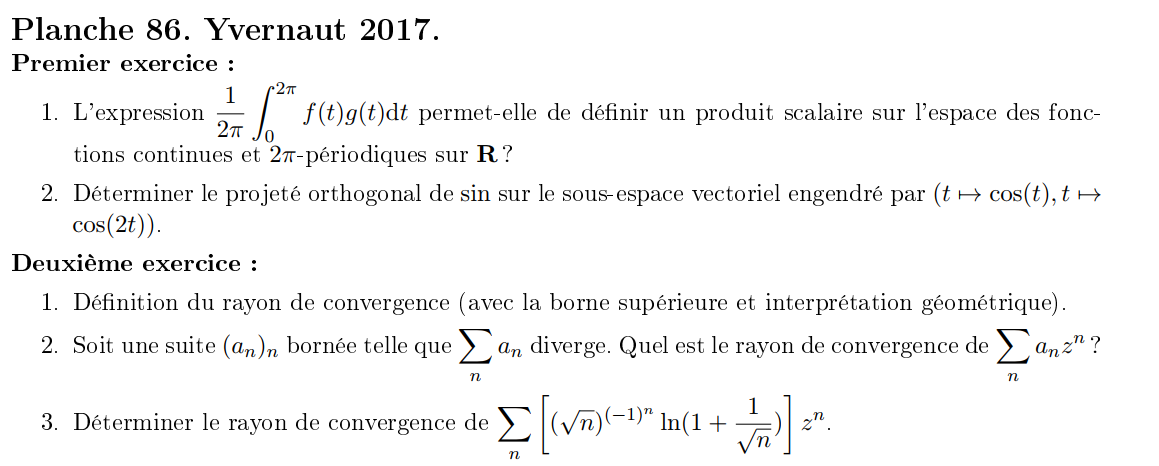 Planche 86. Yvernaut 2017.
Premier exercice :
1. L'expression $\frac{1}{2\pi}\int_0^{2\pi} f(t)g(t)\mathrm{d}t$ permet-elle de définir un produit scalaire sur l'espace des fonc-
tions continues et $2\pi$-périodiques sur $\mathbf{R}$ ?
2. Déterminer le projeté orthogonal de sin sur le sous-espace vectoriel engendré par $(t \mapsto \cos(t), t \mapsto$
$\cos(2t))$.
Deuxième exercice :
1. Définition du rayon de convergence (avec la borne supérieure et interprétation géométrique).
2. Soit une suite $(a_n)_n$ bornée telle que $\sum_n a_n$ diverge. Quel est le rayon de convergence de $\sum_n a_n z^n$ ?
3. Déterminer le rayon de convergence de $\sum_n \left[(\sqrt{n})^{(-1)^n} \ln(1 + \frac{1}{\sqrt{n}})\right] z^n$.